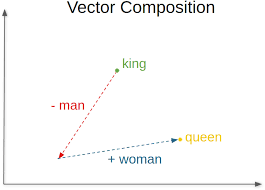 Vector Composition
king
- man
queen
+ woman